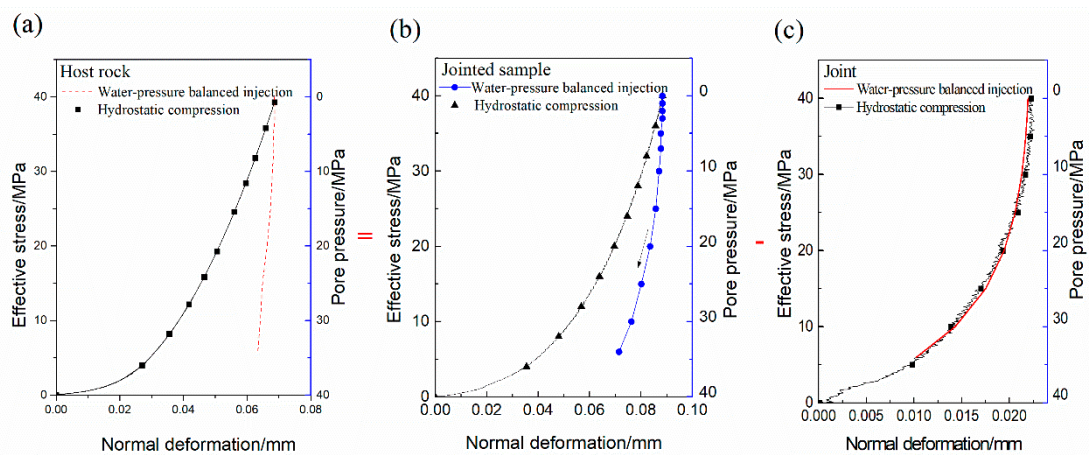 (a)
Host rock
Water-pressure balanced injection
Hydrostatic compression
Effective stress/MPa
40
30
20
10
0
0.00 0.02 0.04 0.06 0.08
Normal deformation/mm
0
10
20
30
40
Pore pressure/MPa
=
(b)
Jointed sample
Water-pressure balanced injection
Hydrostatic compression
Effective stress/MPa
40
30
20
10
0
0.00 0.02 0.04 0.06 0.08 0.10
Normal deformation/mm
0
10
20
30
40
Pore pressure/MPa
-
(c)
Joint
Water-pressure balanced injection
Hydrostatic compression
Effective stress/MPa
40
30
20
10
0
0.000 0.005 0.010 0.015 0.020
Normal deformation/mm
0
10
20
30
40
Pore pressure/MPa